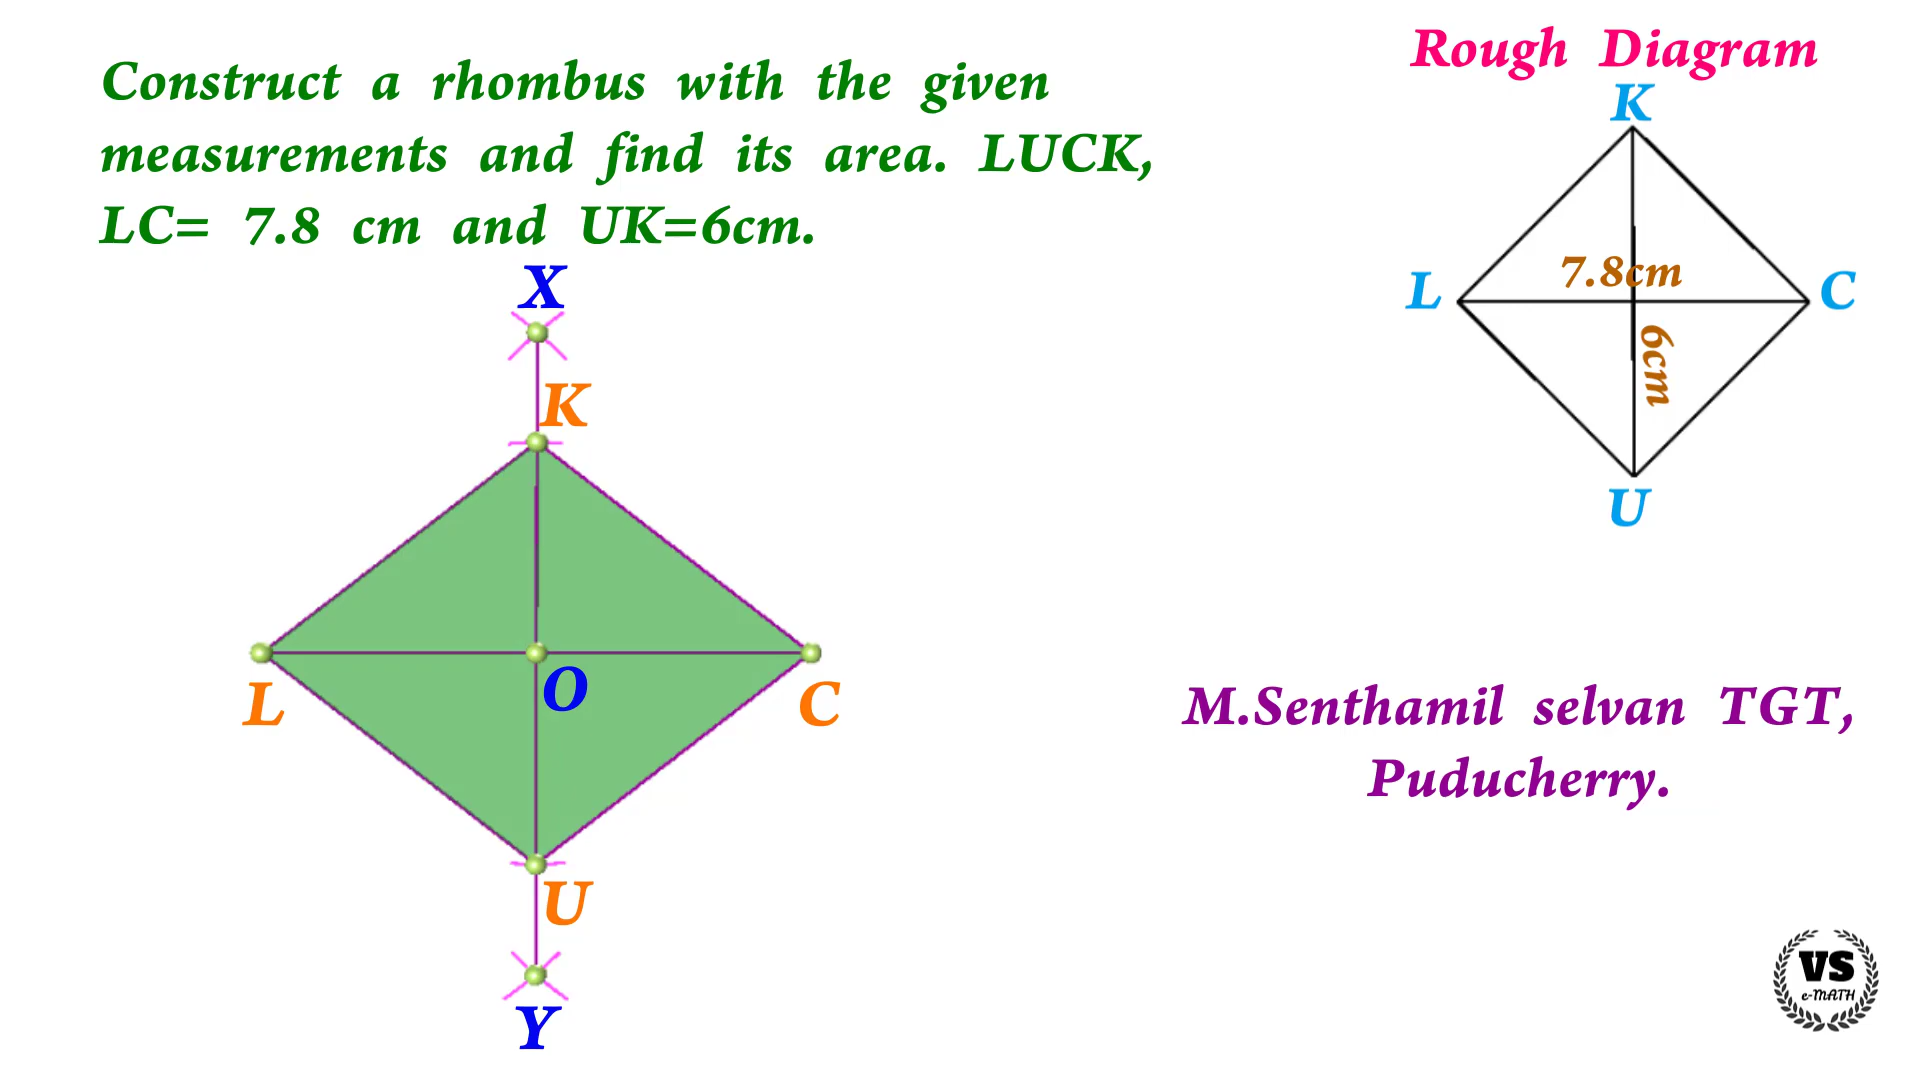 Construct a rhombus with the given
measurements and find its area. LUCK,
LC= 7.8 cm and UK=6cm.
X
K
L
O
C
U
Y
Rough Diagram
K
7.8cm
L
C
6cm
U
M.Senthamil selvan TGT,
Puducherry.
VS
e-MATH